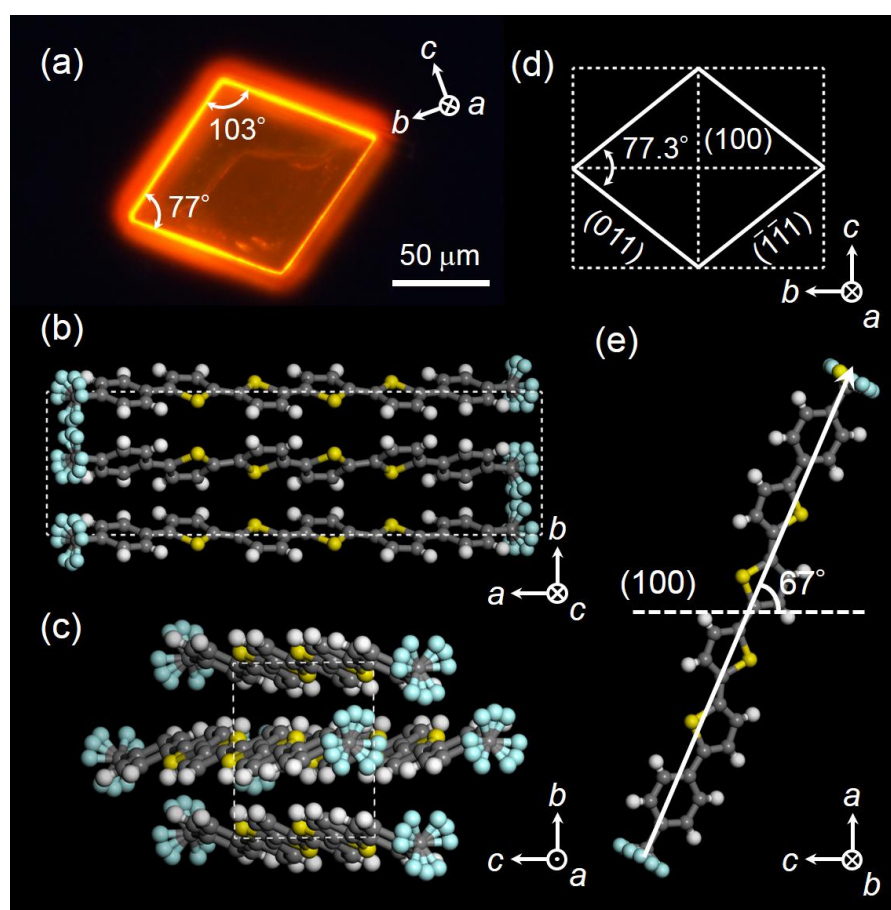 (a)
c
b
a
103°
77°
50 μm
(d)
77.3°
(100)
(011)
(1̅1̅1)
c
b
a
(b)
b
a
c
(c)
b
c
a
(e)
(100)
67°
a
c
b